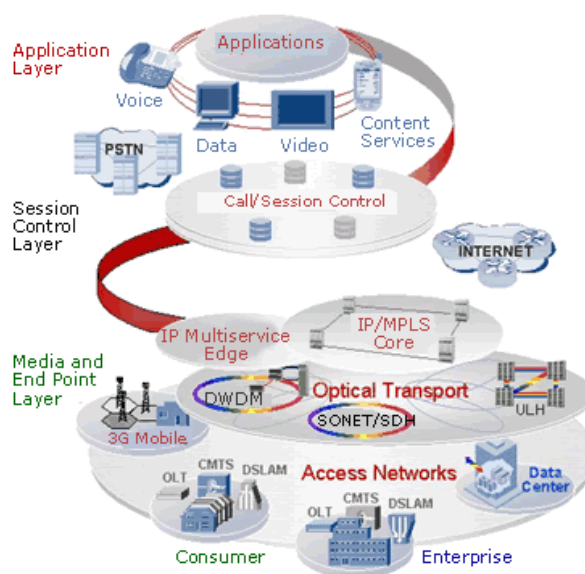 Applications
Application
Layer
Voice
Data
Video
Content
Services
PSTN
Call/Session Control
Session
Control
Layer
INTERNET
IP/MPLS
Core
IP Multiservice
Edge
Media and
End Point
Layer
Optical Transport
DWDM
SONET/SDH
ULH
3G Mobile
Access Networks
Data
Center
OLT
CMTS
DSLAM
OLT
CMTS
DSLAM
Consumer
Enterprise